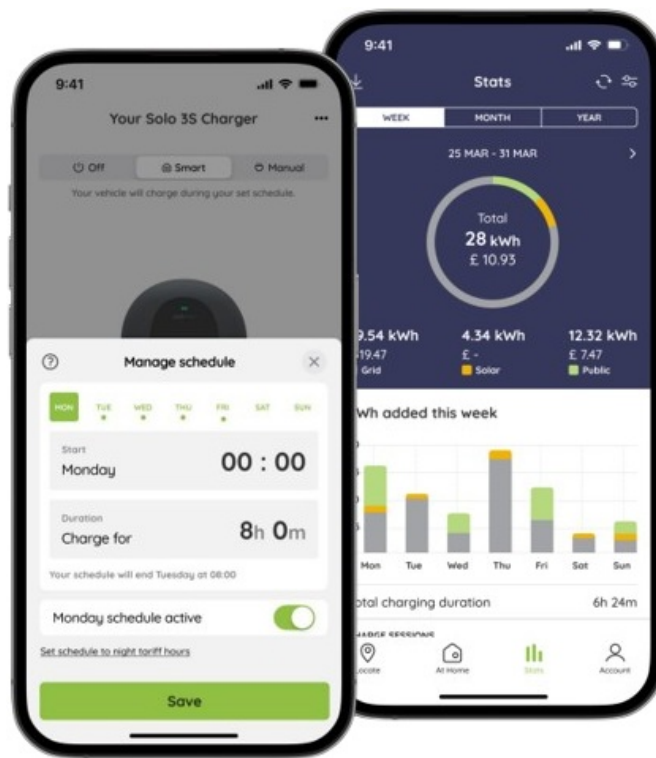 9:41
Your Solo 3S Charger
Off
Smart
Manual
Your vehicle will charge during your set schedule.
Manage schedule
MON TUE WED THU FRI SAT SUN
Start
Monday
00 : 00
Duration
Charge for
8h 0m
Your schedule will end Tuesday at 08:00
Monday schedule active
Set schedule to night tariff hours
Save
9:41
Stats
WEEK
MONTH
YEAR
25 MAR - 31 MAR
Total
28 kWh
£ 10.93
9.54 kWh
4.34 kWh
12.32 kWh
19.47
£ -
£ 7.47
Grid
Solar
Public
Wh added this week
Mon Tue Wed Thu Fri Sat Sun
otal charging duration
6h 24m
HARGE SESSIONS
ocate
At Home
Stats
Account